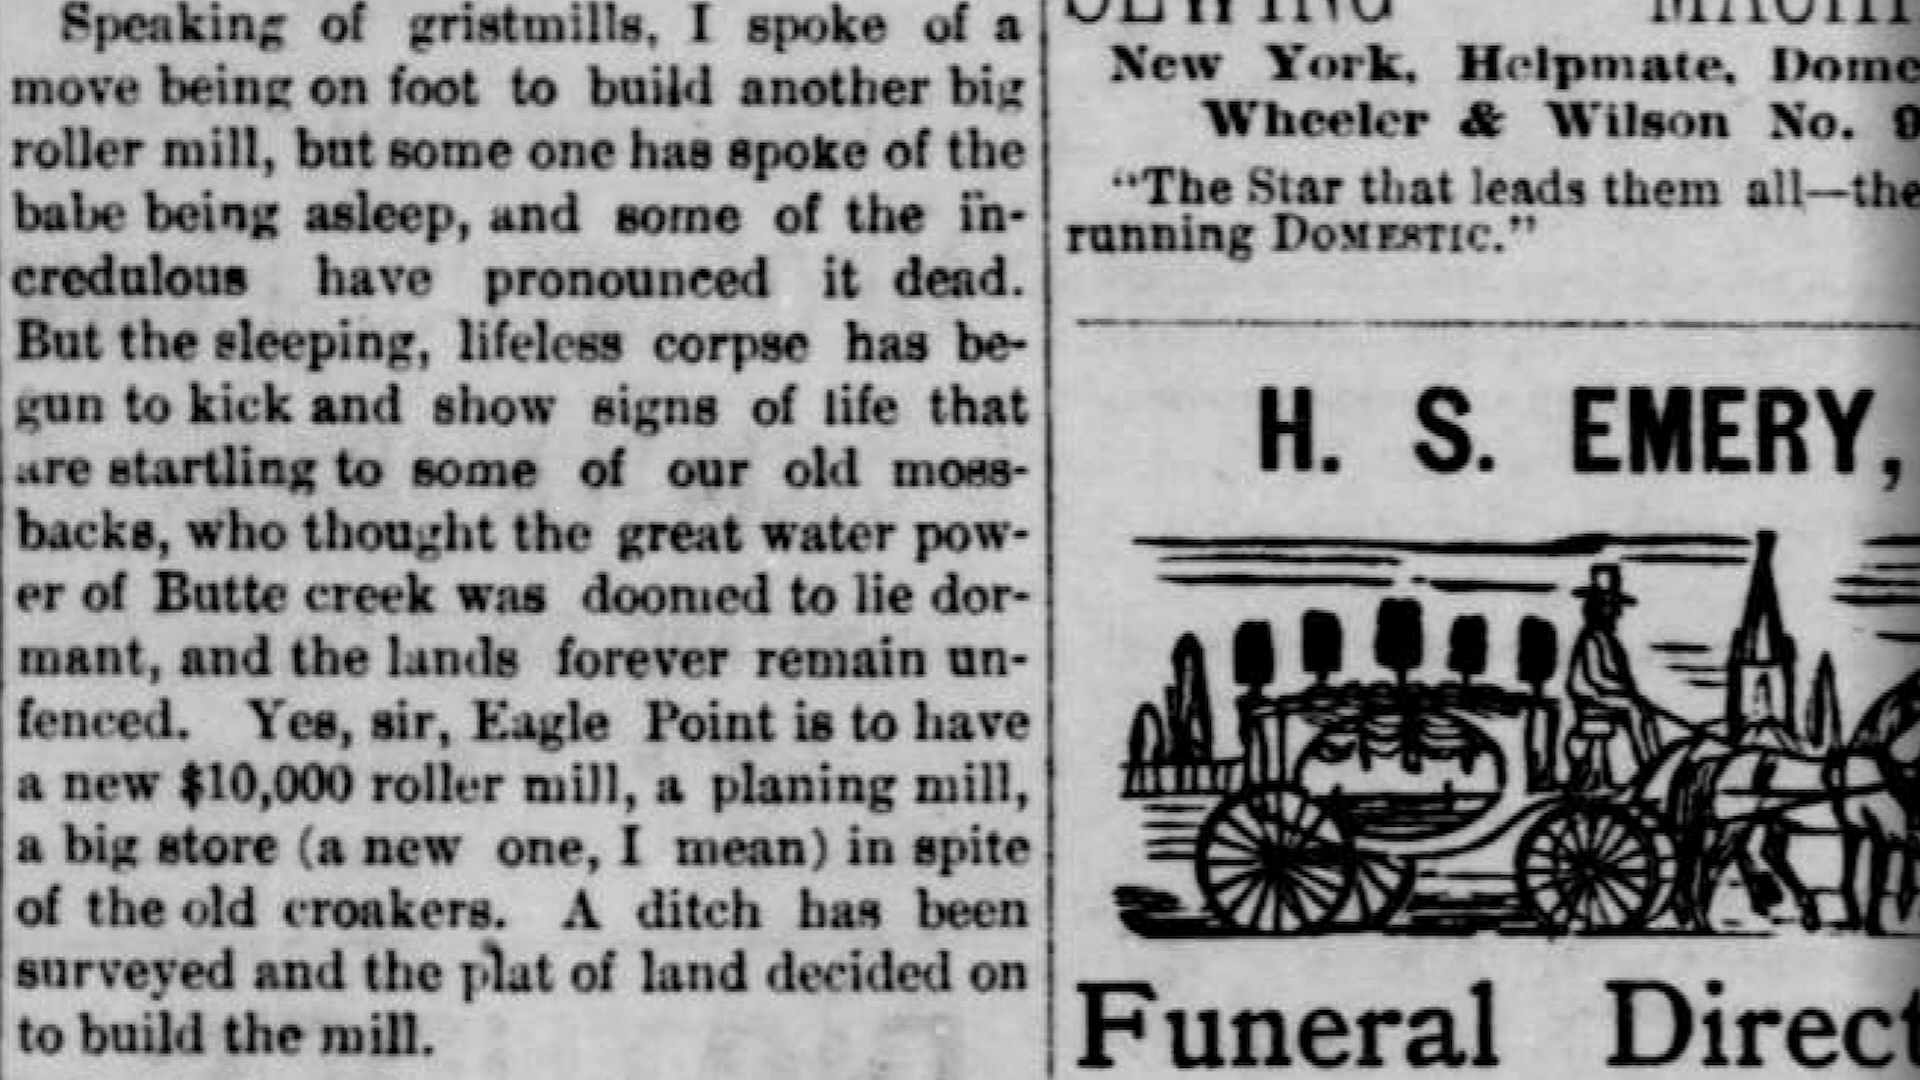 Speaking of gristmills, I spoke of a
move being on foot to build another big
roller mill, but some one has spoke of the
babe being asleep, and some of the in-
credulous have pronounced it dead.
But the sleeping, lifeless corpse has be-
gun to kick and show signs of life that
are startling to some of our old moss-
backs, who thought the great water pow-
er of Butte creek was doomed to lie dor-
mant, and the lands forever remain un-
fenced. Yes, sir, Eagle Point is to have
a new $10,000 roller mill, a planing mill,
a big store (a new one, I mean) in spite
of the old croakers. A ditch has been
surveyed and the plat of land decided on
to build the mill.
SEWING MACHI
New York, Helpmate, Dome
Wheeler & Wilson No. 9
"The Star that leads them all—the
running DOMESTIC."
H. S. EMERY,
Funeral Direct